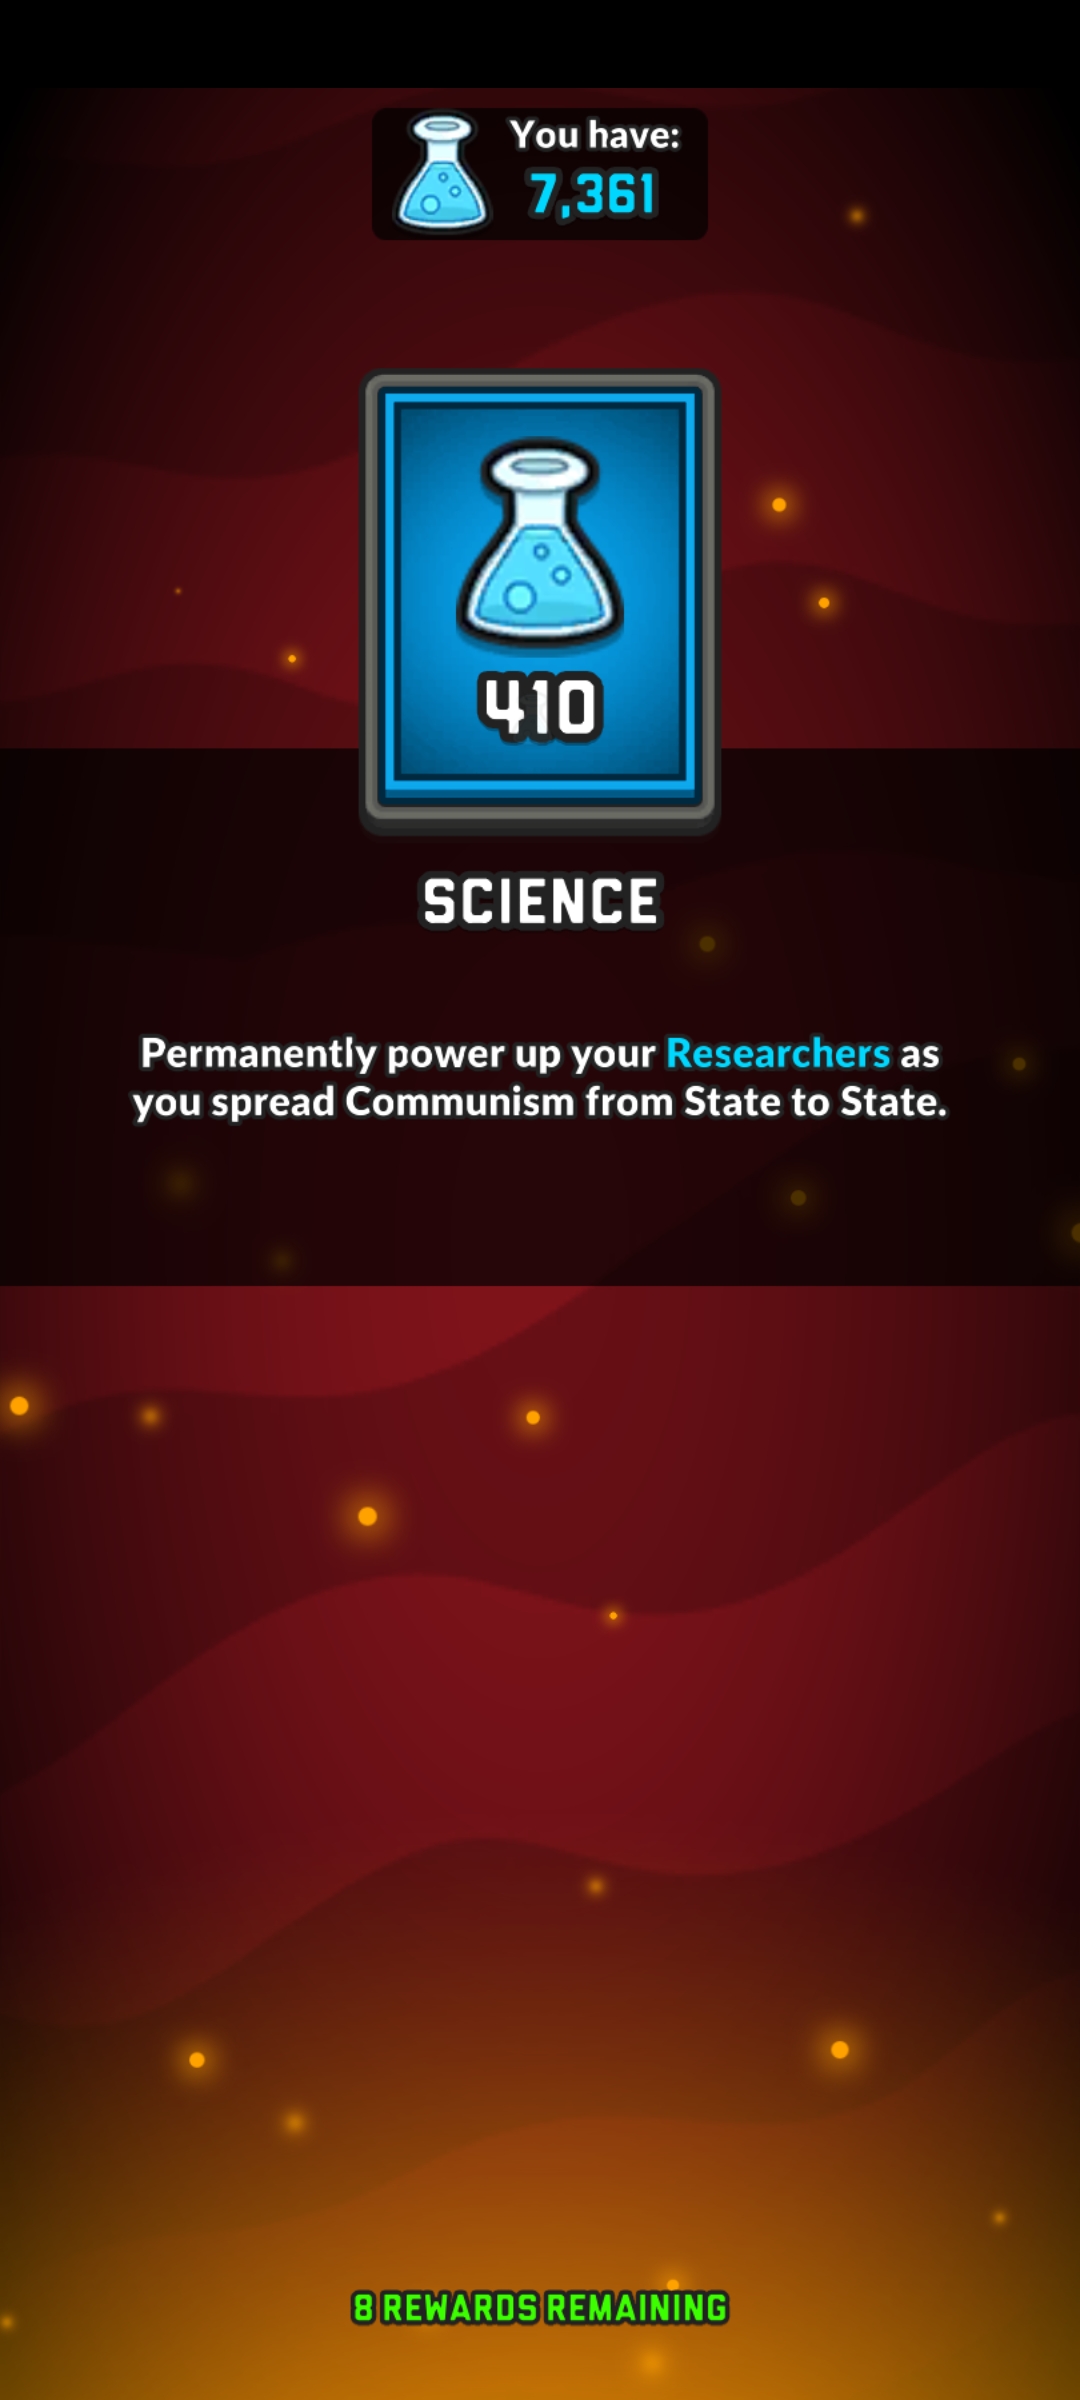 You have:
7,361
410
SCIENCE
Permanently power up your Researchers as
you spread Communism from State to State.
8 REWARDS REMAINING